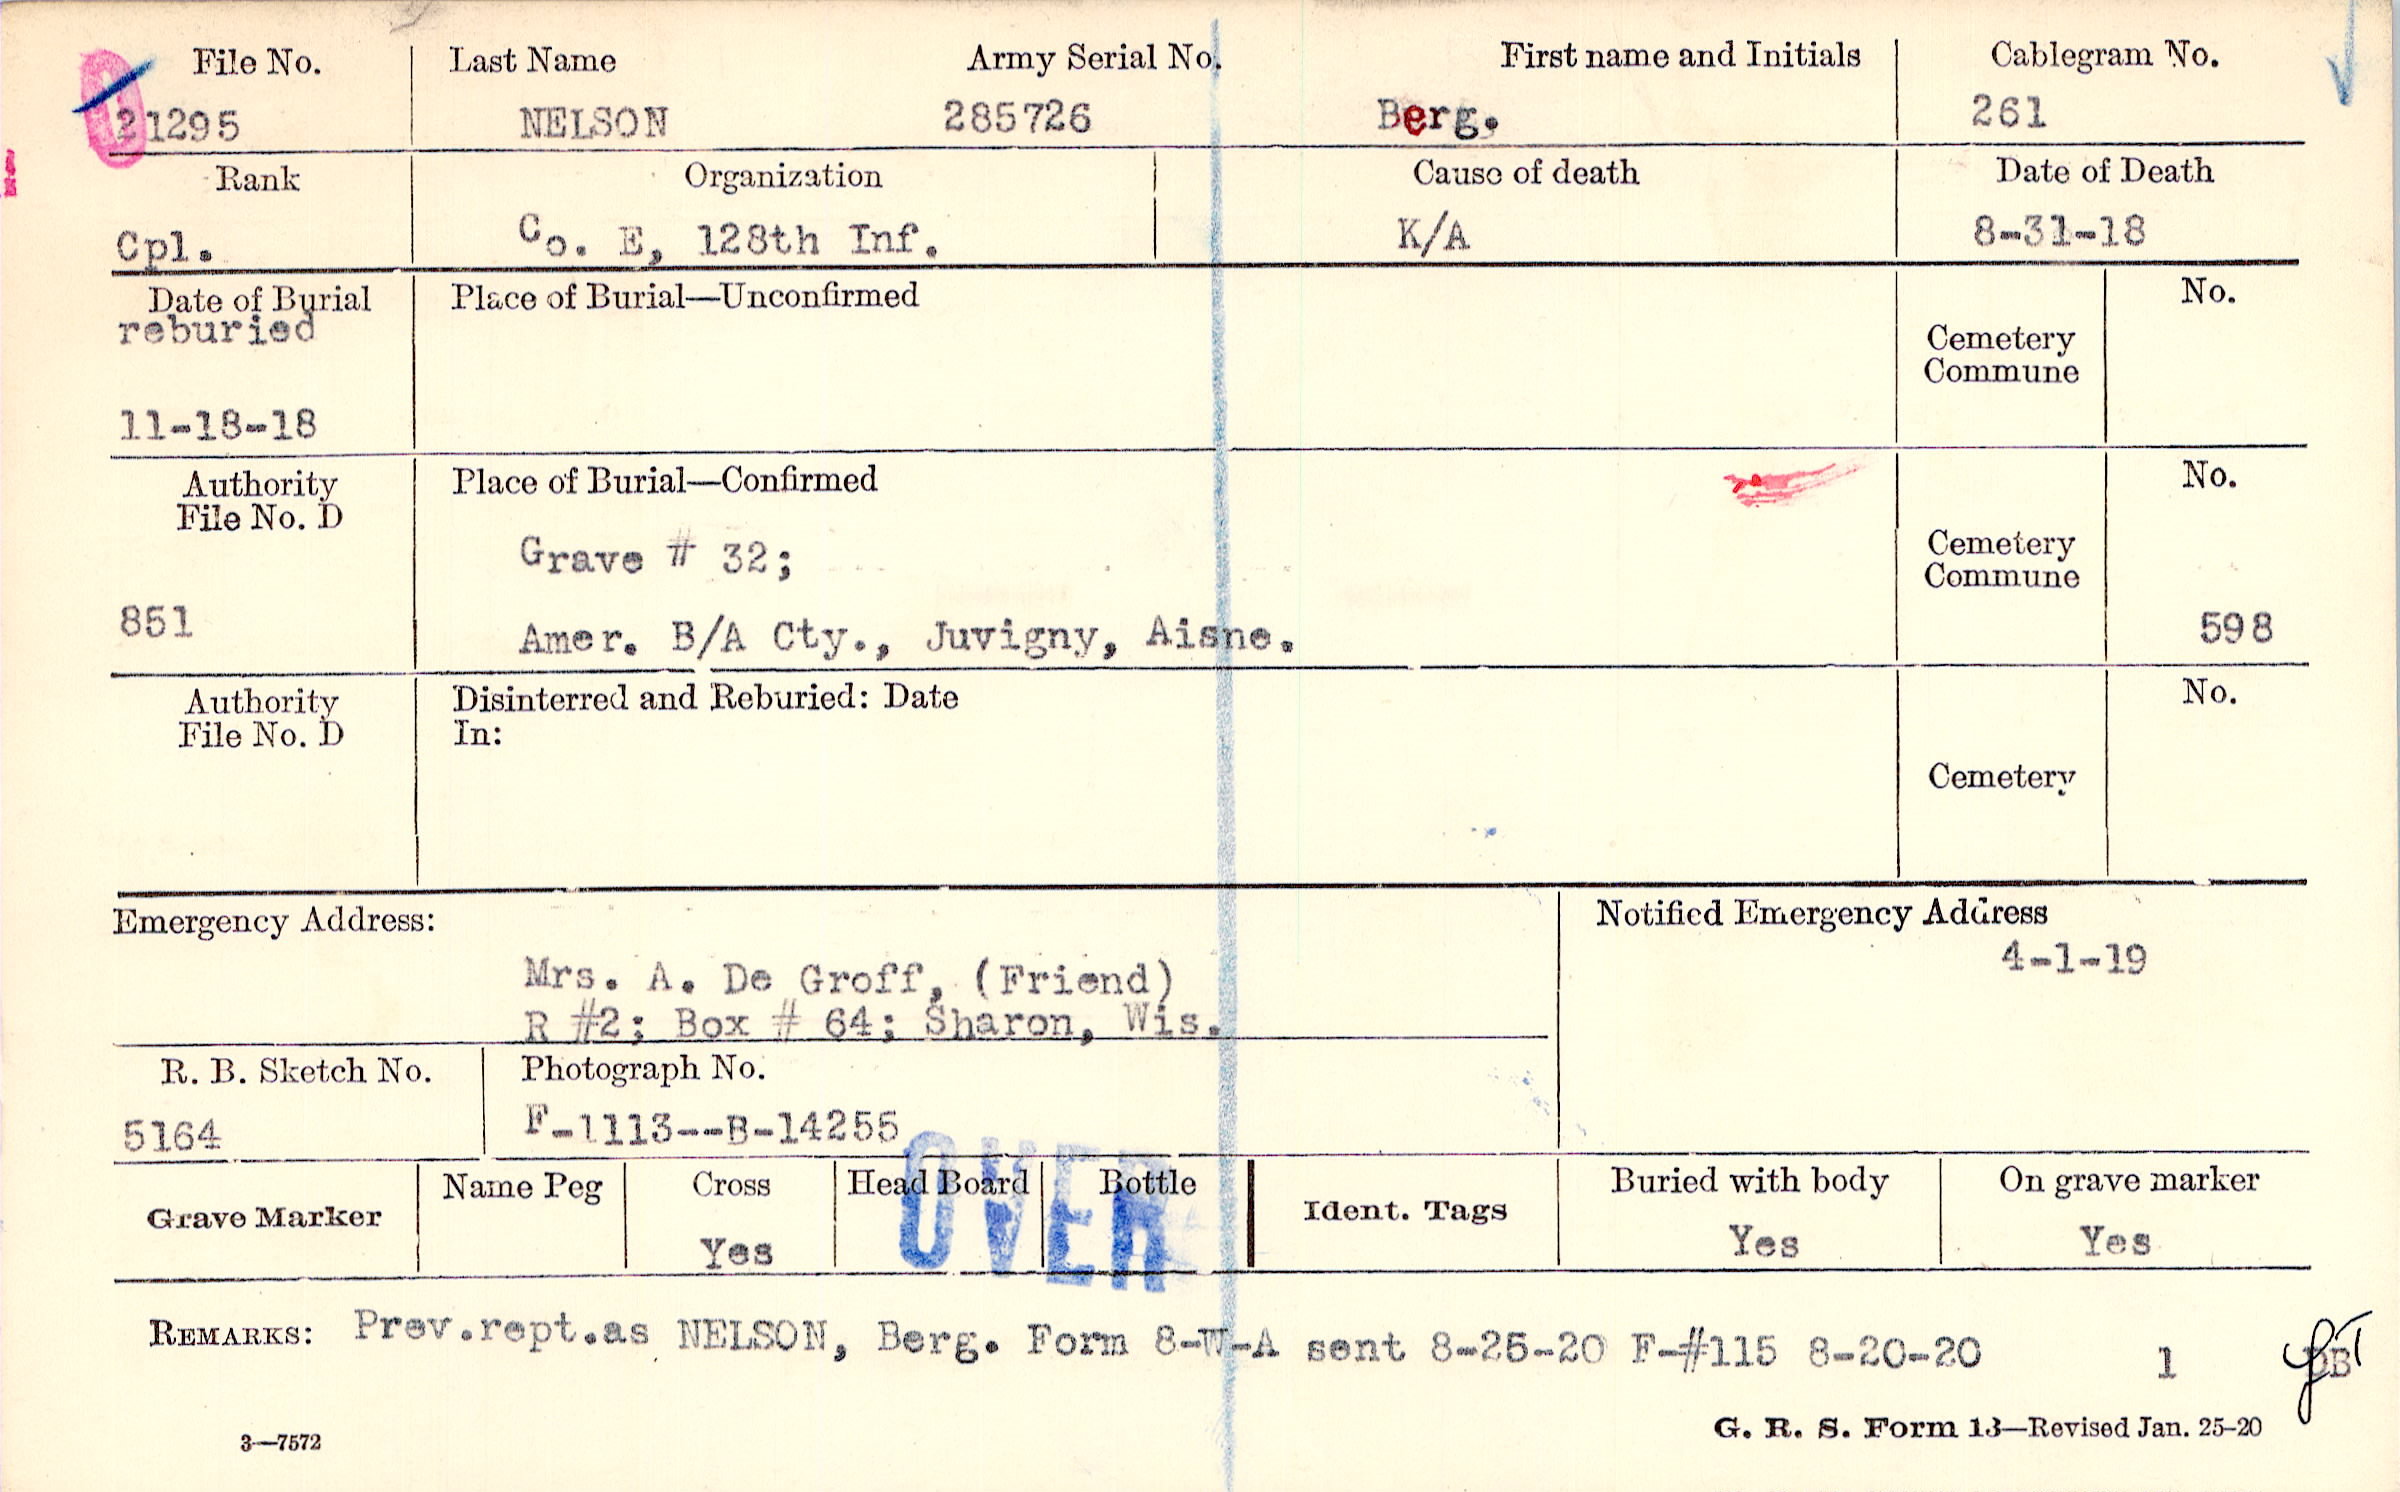 File No. Last Name Army Serial No. First name and Initials Cablegram No.
21295 NELSON 285726 Berg. 261
Rank Organization Cause of death Date of Death
Cpl. Co. E, 128th Inf. K/A 8-31-18
Date of Burial Place of Burial—Unconfirmed No.
reburied
Cemetery
Commune
11-18-18
Authority Place of Burial—Confirmed No.
File No. D
Grave # 32;
Cemetery
Commune
851 Amer. B/A Cty., Juvigny, Aisne. 598
Authority Disinterred and Reburied: Date No.
File No. D In:
Cemetery
Emergency Address: Notified Emergency Address
4-1-19
Mrs. A. De Groff, (Friend)
R #2; Box # 64; Sharon, Wis.
R. B. Sketch No. Photograph No.
5164 F-1113--B-14255
OVER
Grave Marker Name Peg Cross Head Board Bottle Ident. Tags Buried with body On grave marker
Yes Yes Yes
REMARKS: Prev.rept.as NELSON, Berg. Form 8-W-A sent 8-25-20 F-#115 8-20-20 1
3—7572 G. R. S. Form 13—Revised Jan. 25-20